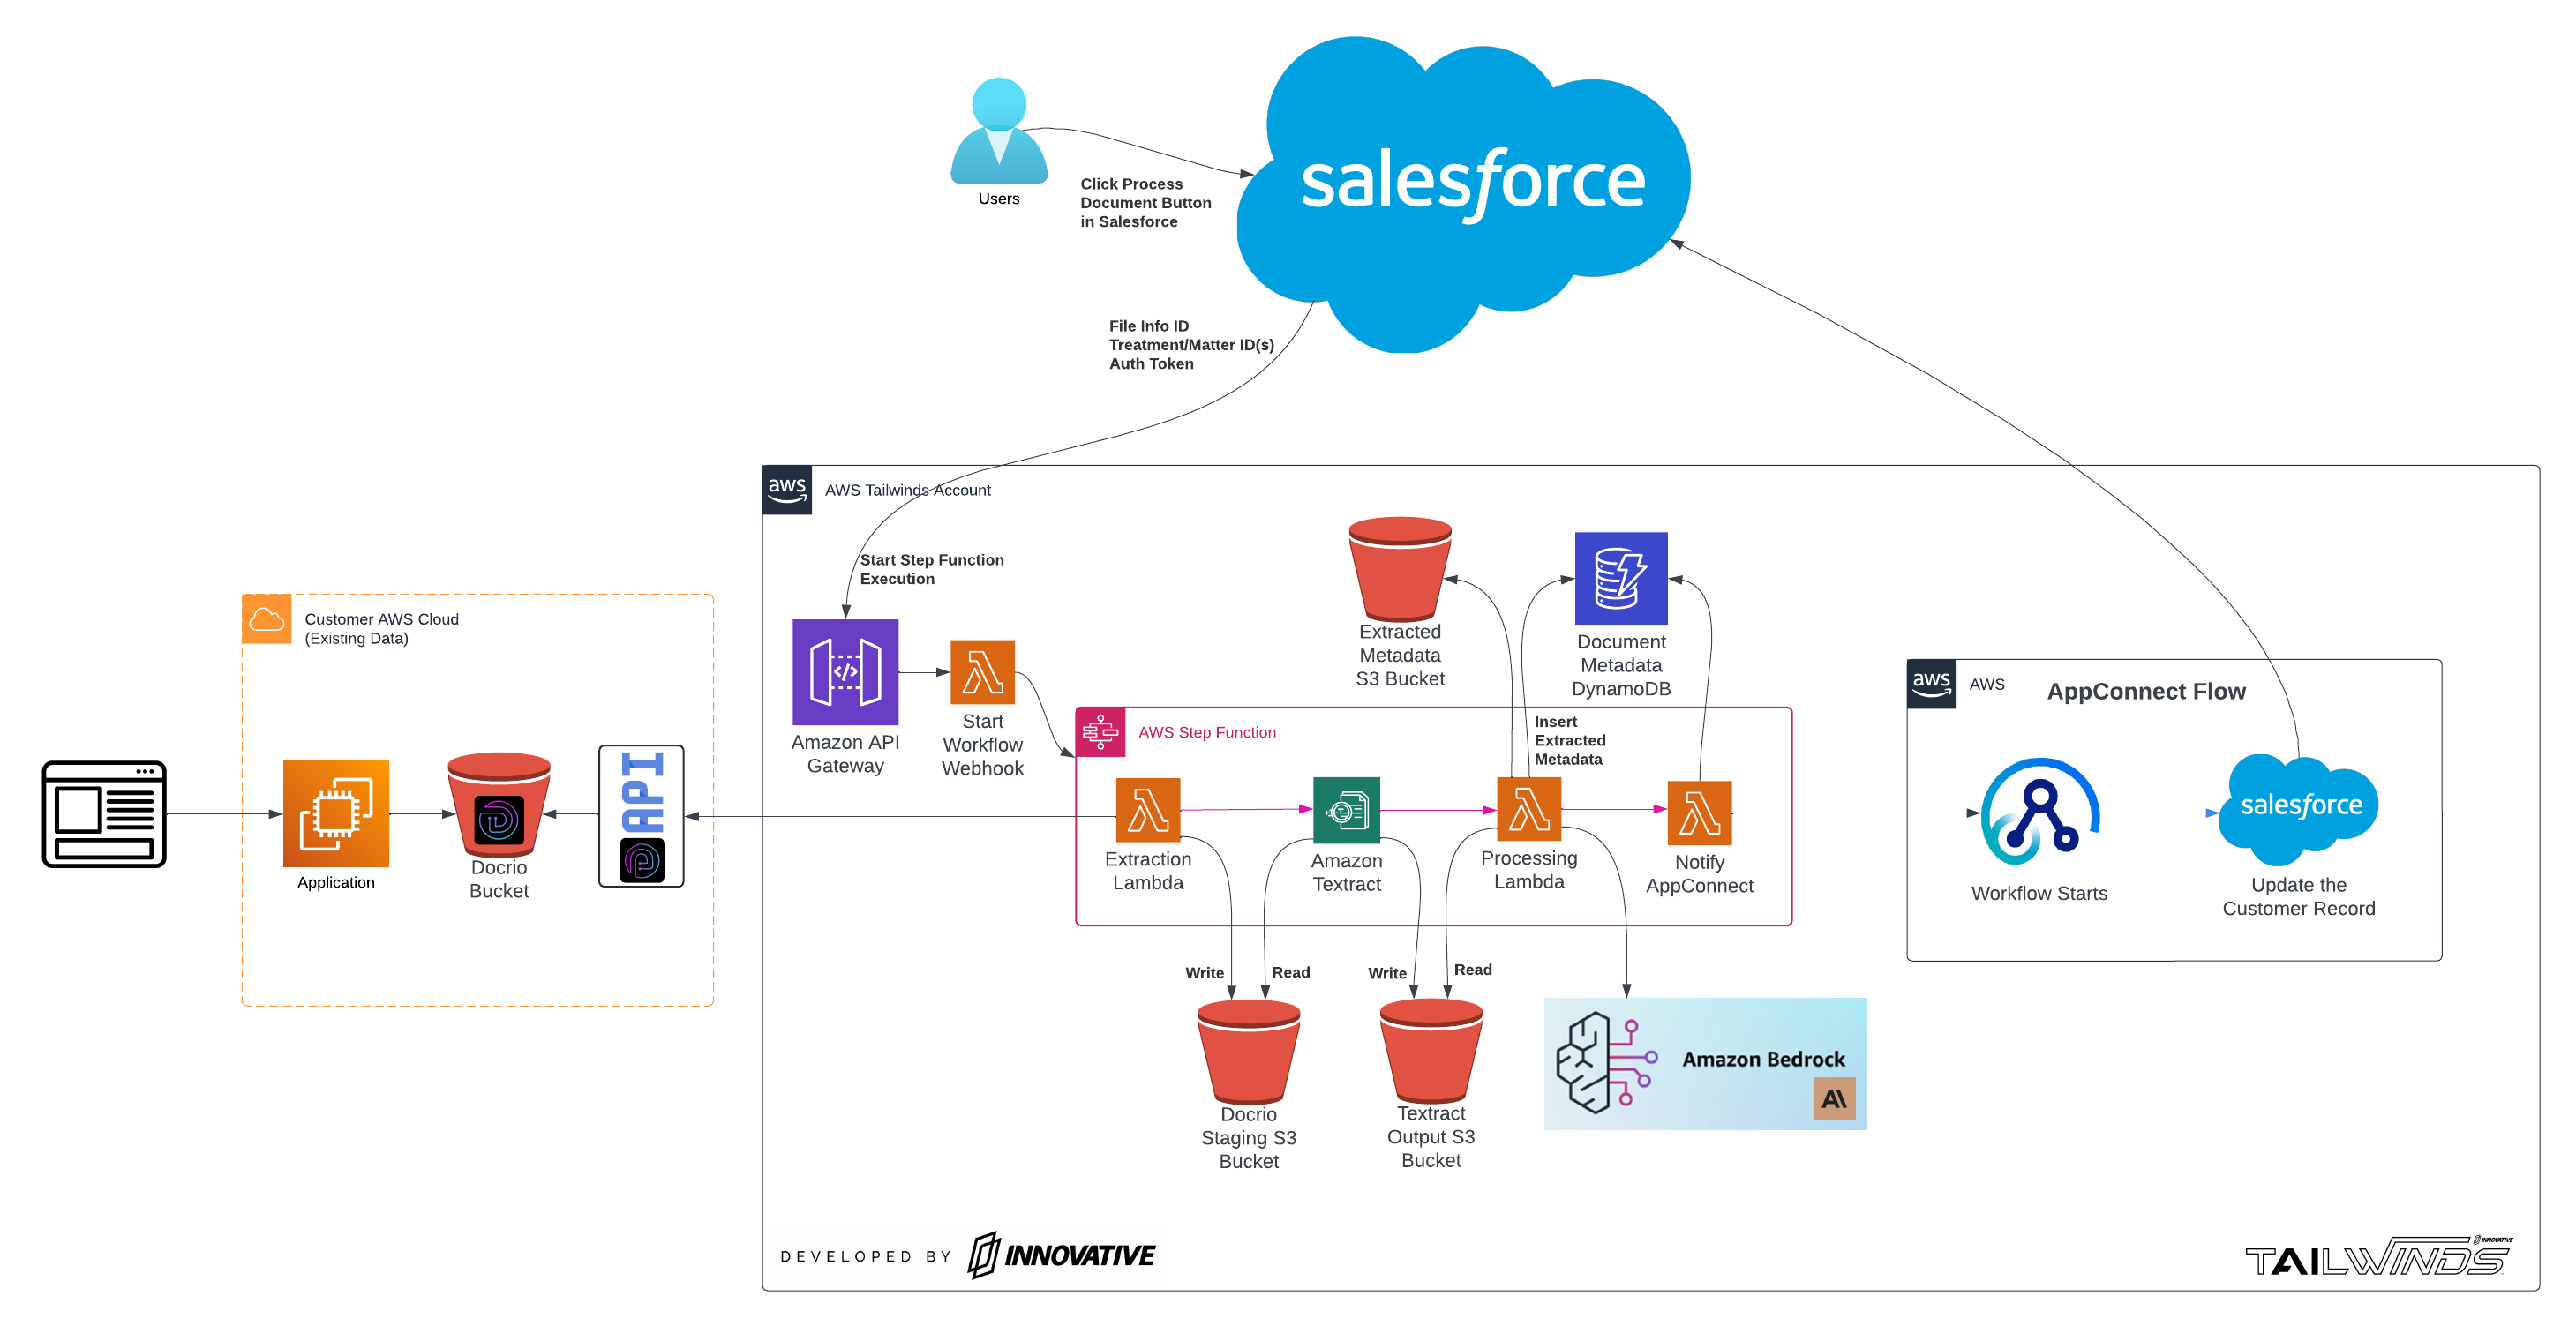 salesforce
Users
Click Process
Document Button
in Salesforce
File Info ID
Treatment/Matter ID(s)
Auth Token
aws
AWS Tailwinds Account
Start Step Function
Execution
Customer AWS Cloud
(Existing Data)
Application
Docrio
Bucket
API
Amazon API
Gateway
Start
Workflow
Webhook
Extracted
Metadata
S3 Bucket
Document
Metadata
DynamoDB
AWS Step Function
Insert
Extracted
Metadata
Extraction
Lambda
Amazon
Textract
Processing
Lambda
Notify
AppConnect
aws
AWS
AppConnect Flow
Workflow Starts
salesforce
Update the
Customer Record
Write
Read
Write
Read
Docrio
Staging S3
Bucket
Textract
Output S3
Bucket
Amazon Bedrock
A\
DEVELOPED BY
INNOVATIVE
INNOVATIVE
TAILWINDS